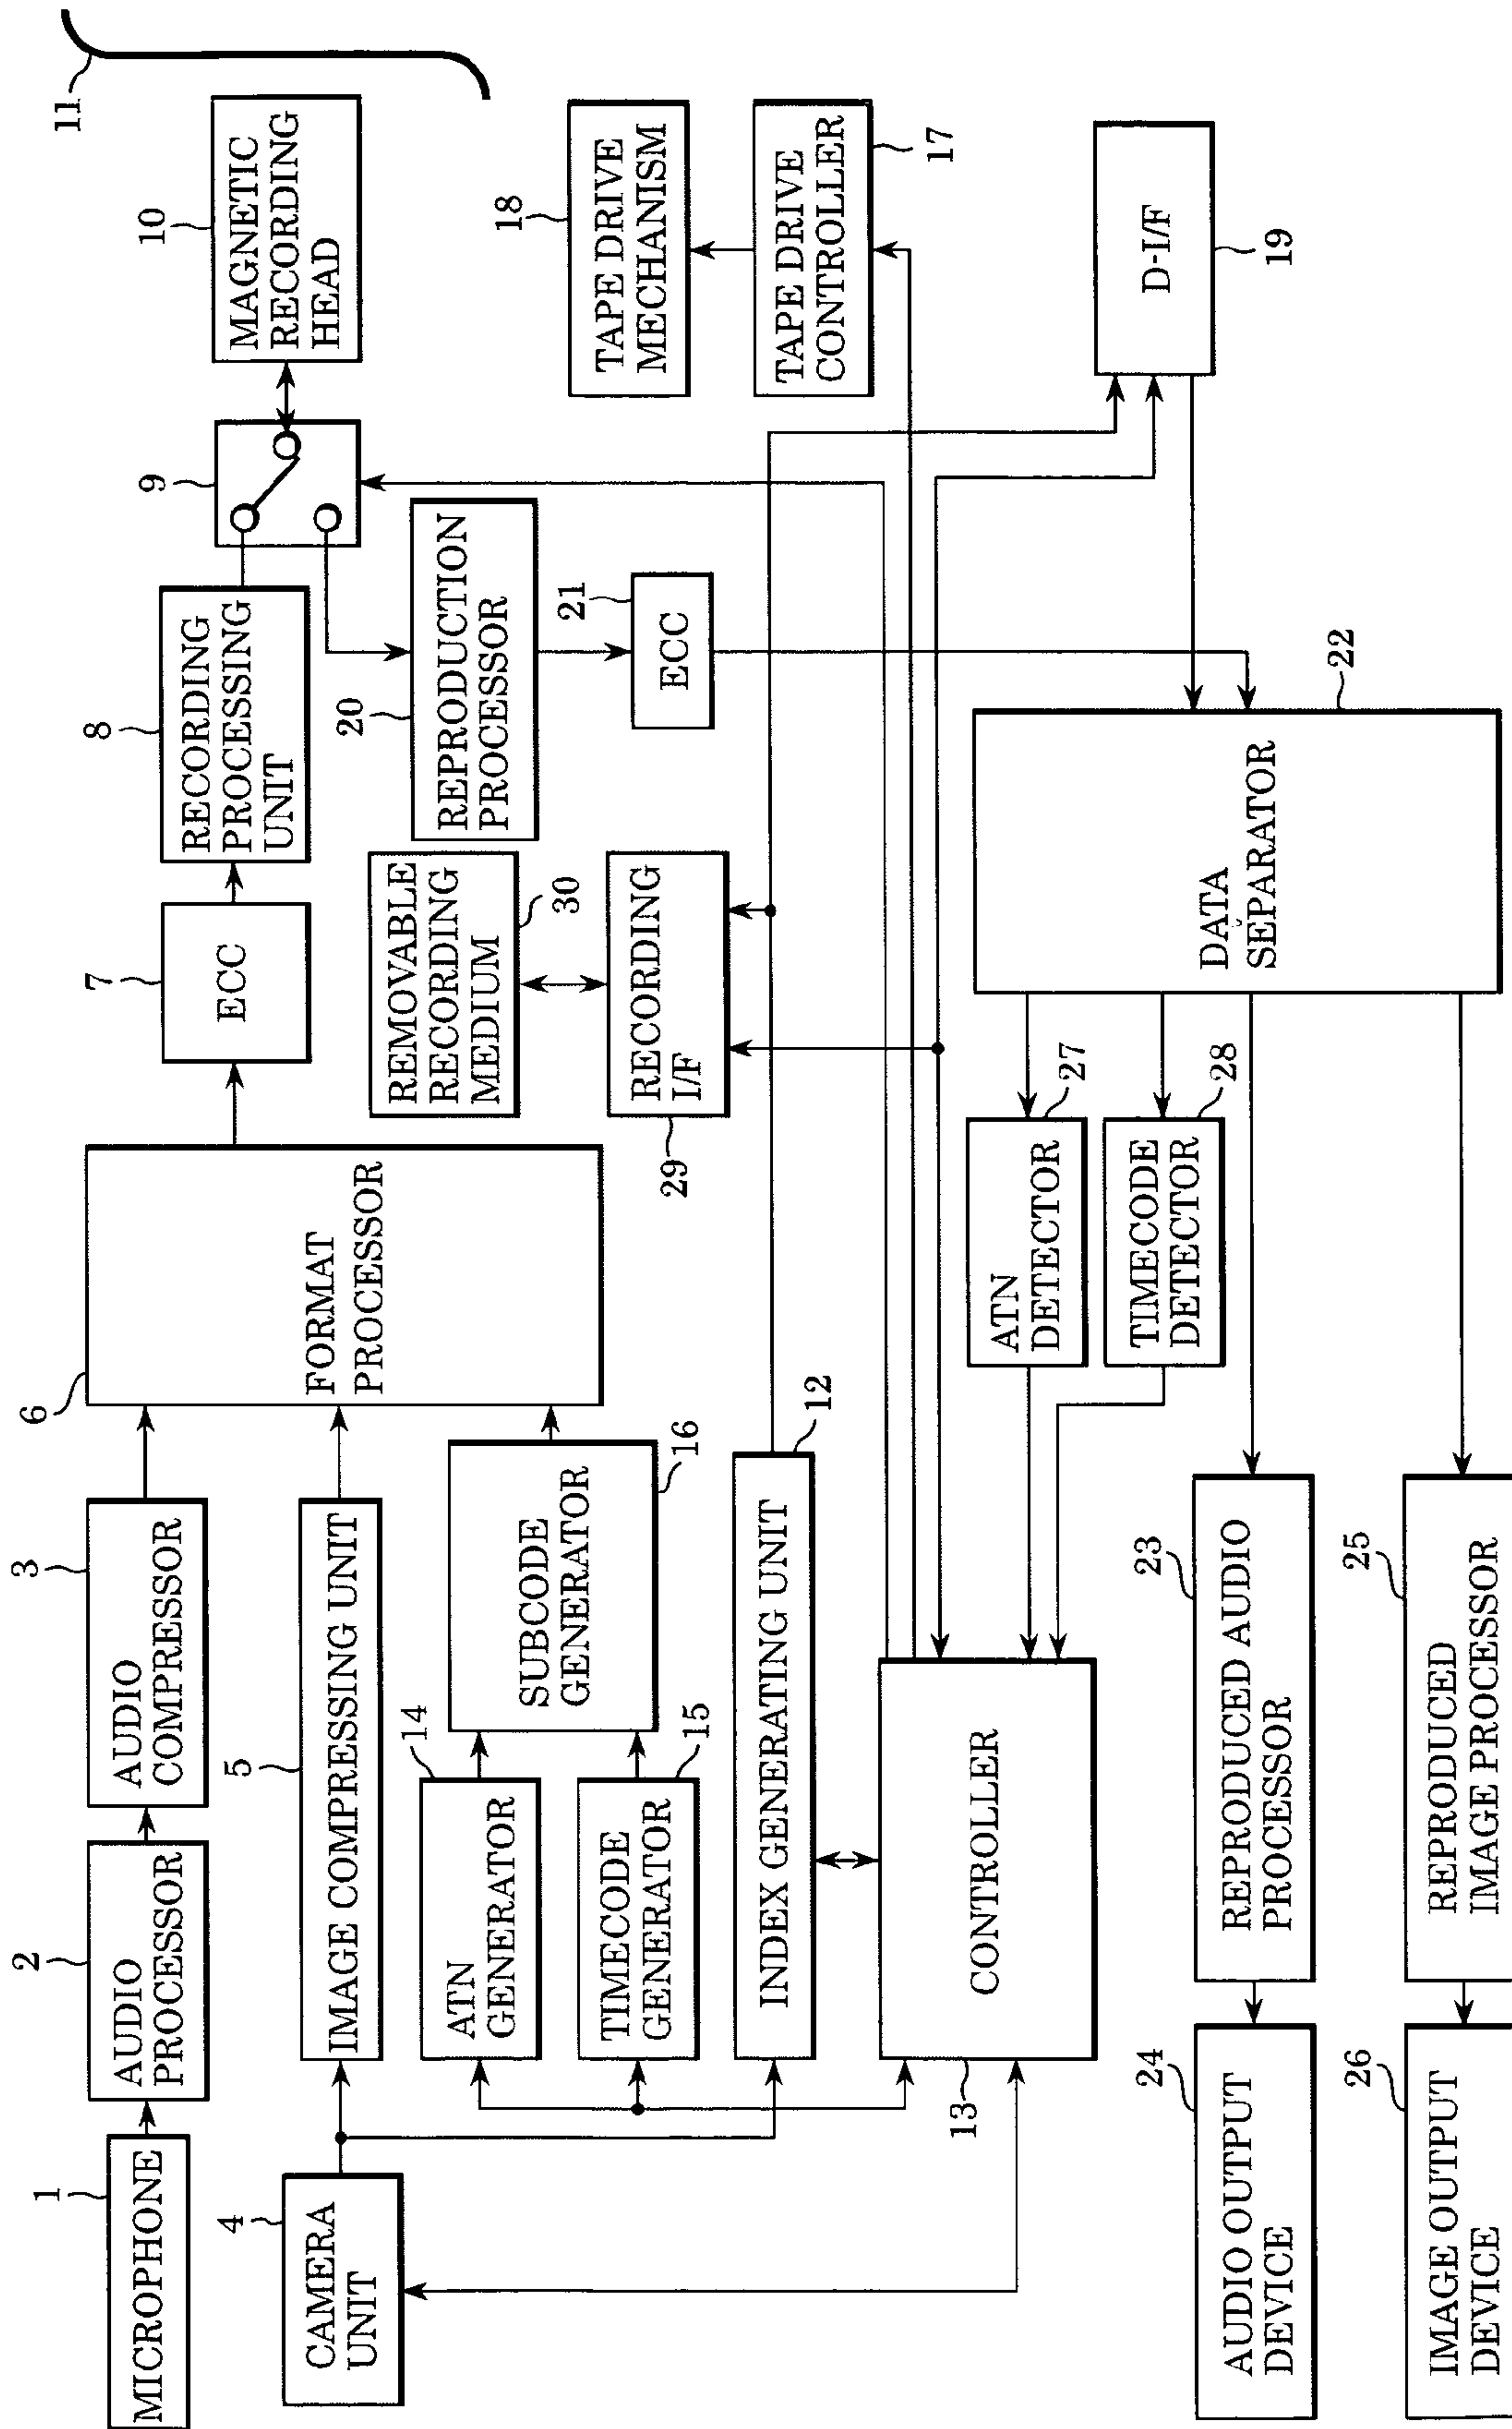 1
MICROPHONE
2
AUDIO
PROCESSOR
3
AUDIO
COMPRESSOR
4
CAMERA
UNIT
5
IMAGE COMPRESSING UNIT
6
FORMAT
PROCESSOR
7
ECC
8
RECORDING
PROCESSING
UNIT
9
10
MAGNETIC
RECORDING
HEAD
11
14
ATN
GENERATOR
TIMECODE
GENERATOR
15
SUBCODE
GENERATOR
16
INDEX GENERATING UNIT
12
CONTROLLER
13
REMOVABLE
RECORDING
MEDIUM
30
RECORDING
I/F
29
20
REPRODUCTION
PROCESSOR
21
ECC
18
TAPE DRIVE
MECHANISM
TAPE DRIVE
CONTROLLER
17
D-I/F
19
DATA
SEPARATOR
22
ATN
DETECTOR
27
TIMECODE
DETECTOR
28
23
REPRODUCED AUDIO
PROCESSOR
24
AUDIO OUTPUT
DEVICE
25
REPRODUCED
IMAGE PROCESSOR
26
IMAGE OUTPUT
DEVICE